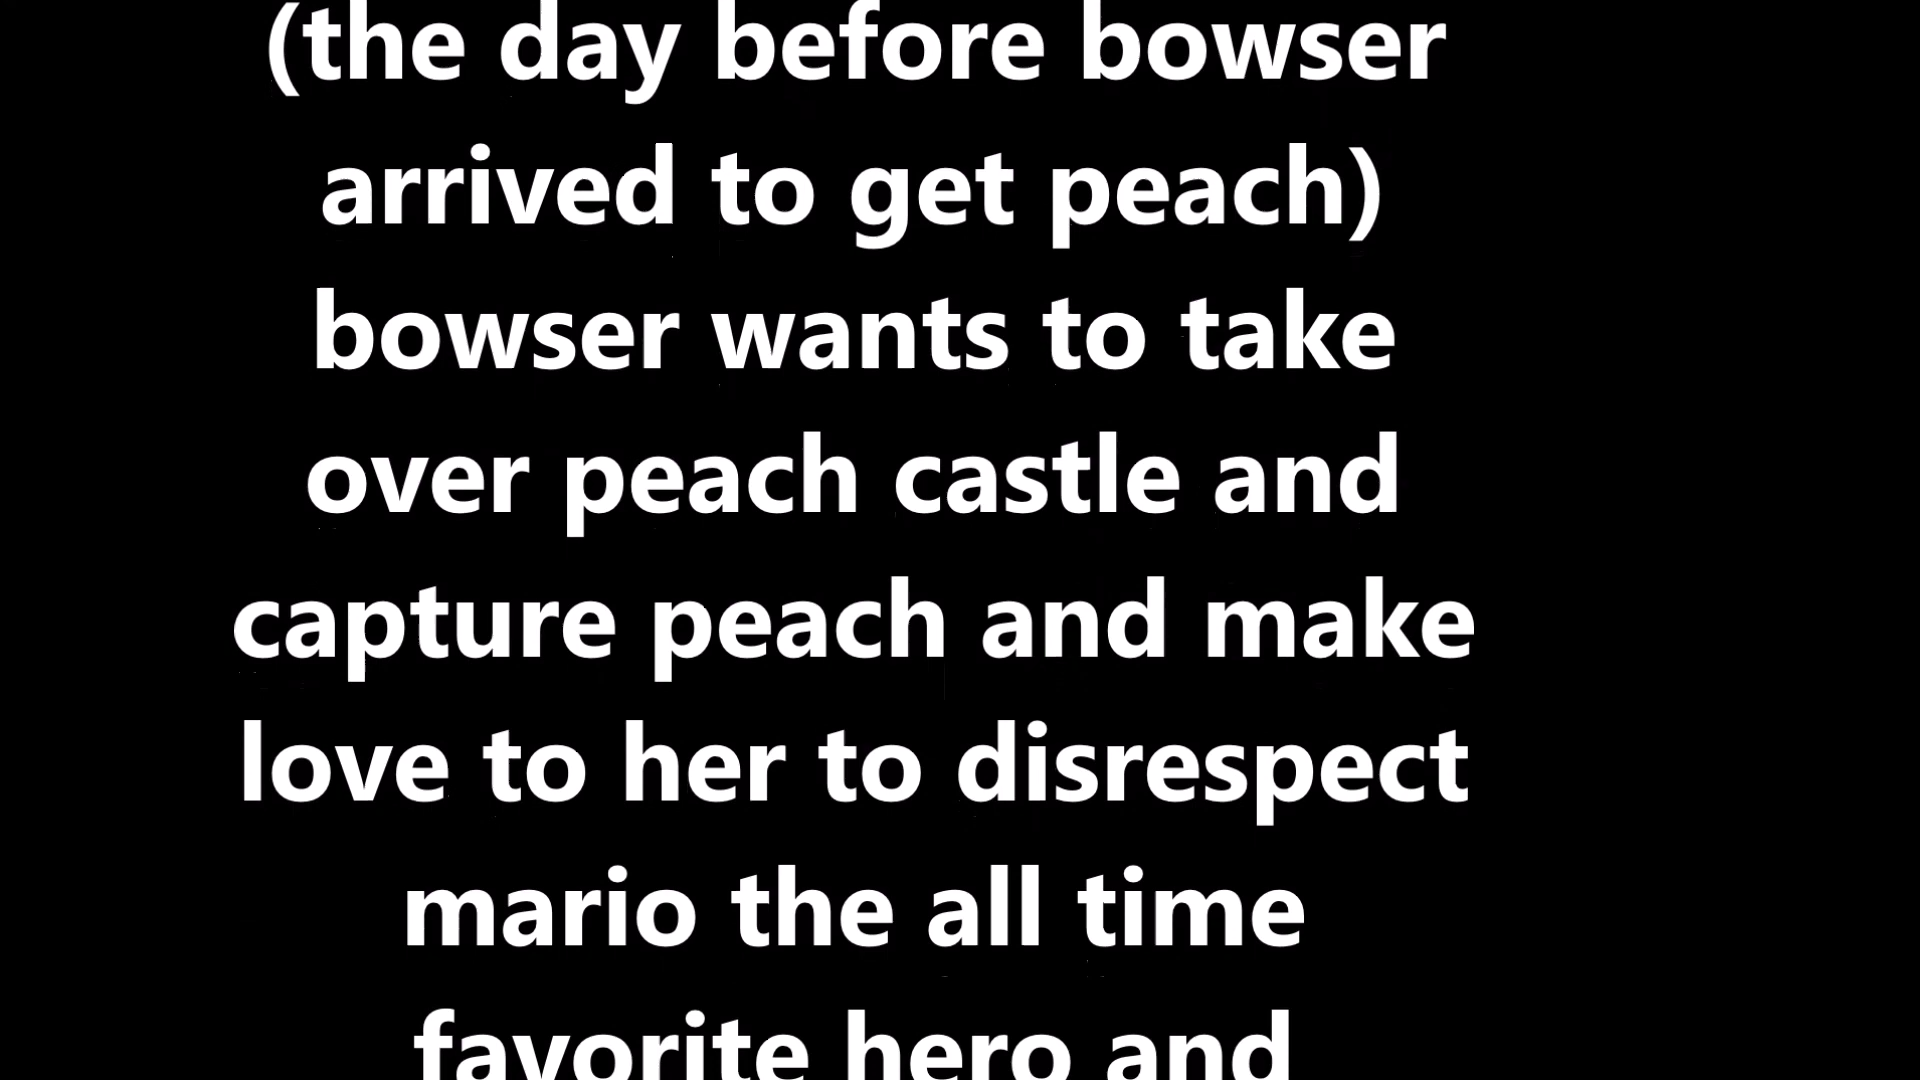 (the day before bowser
arrived to get peach)
bowser wants to take
over peach castle and
capture peach and make
love to her to disrespect
mario the all time
favorite hero and